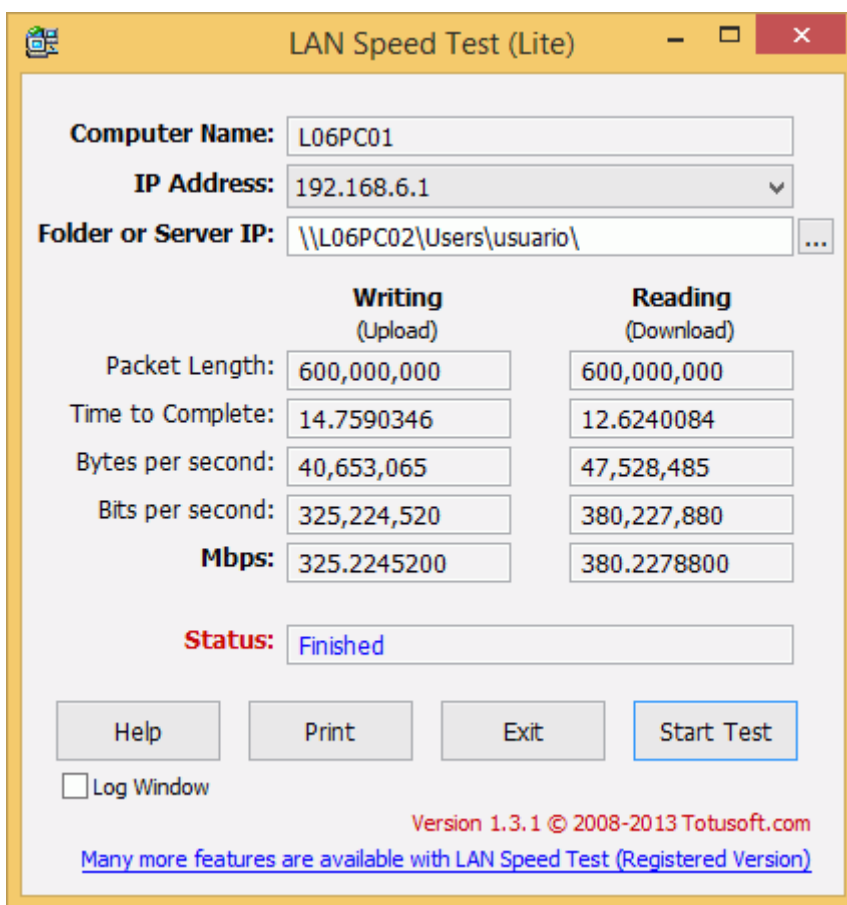 LAN Speed Test (Lite)
Computer Name: L06PC01
IP Address: 192.168.6.1
Folder or Server IP: \\L06PC02\Users\usuario\ ...
Writing Reading
(Upload) (Download)
Packet Length: 600,000,000 600,000,000
Time to Complete: 14.7590346 12.6240084
Bytes per second: 40,653,065 47,528,485
Bits per second: 325,224,520 380,227,880
Mbps: 325.2245200 380.2278800
Status: Finished
Help Print Exit Start Test
Log Window
Version 1.3.1 © 2008-2013 Totusoft.com
Many more features are available with LAN Speed Test (Registered Version)